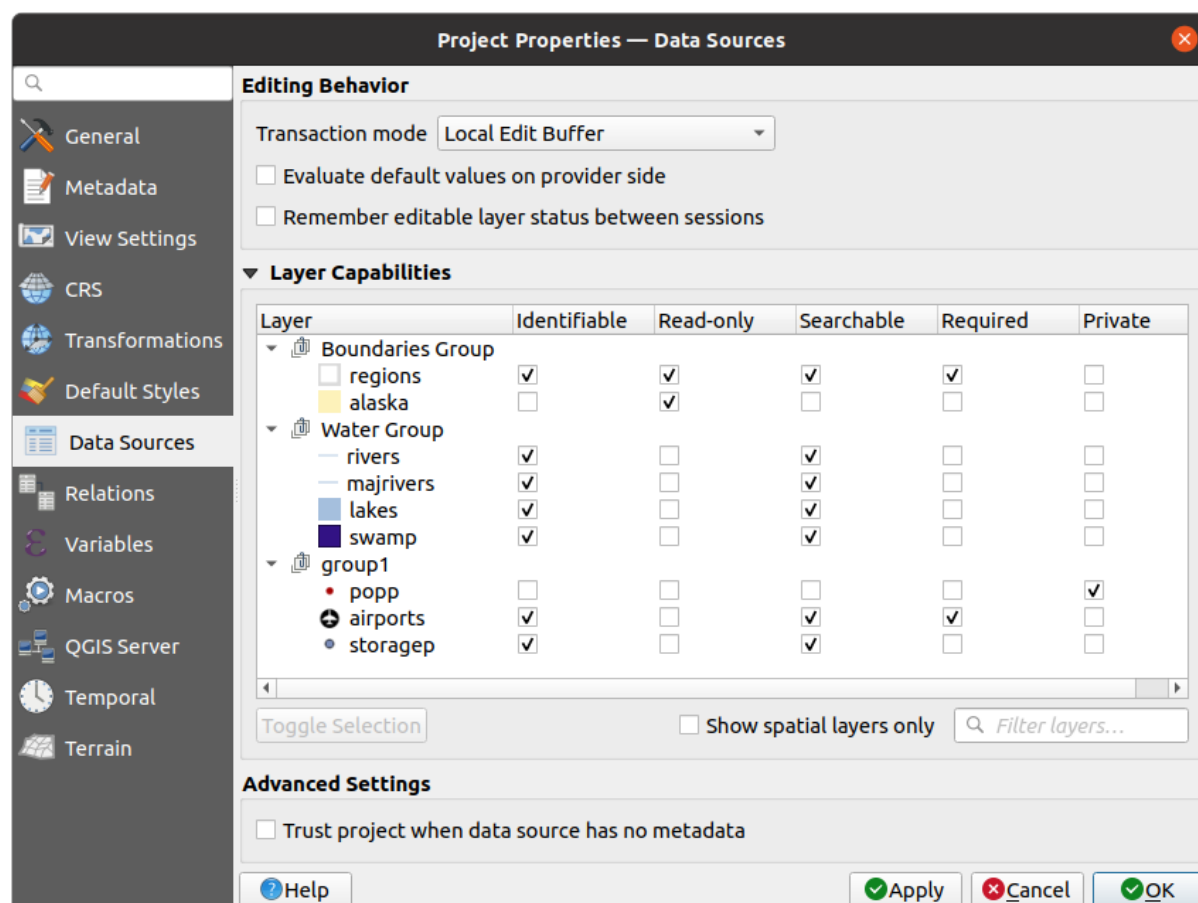 Project Properties — Data Sources
General
Metadata
View Settings
CRS
Transformations
Default Styles
Data Sources
Relations
Variables
Macros
QGIS Server
Temporal
Terrain
Editing Behavior
Transaction mode Local Edit Buffer
Evaluate default values on provider side
Remember editable layer status between sessions
Layer Capabilities
Layer Identifiable Read-only Searchable Required Private
Boundaries Group
regions
alaska
Water Group
rivers
majrivers
lakes
swamp
group1
popp
airports
storagep
Toggle Selection Show spatial layers only Filter layers...
Advanced Settings
Trust project when data source has no metadata
Help Apply Cancel OK